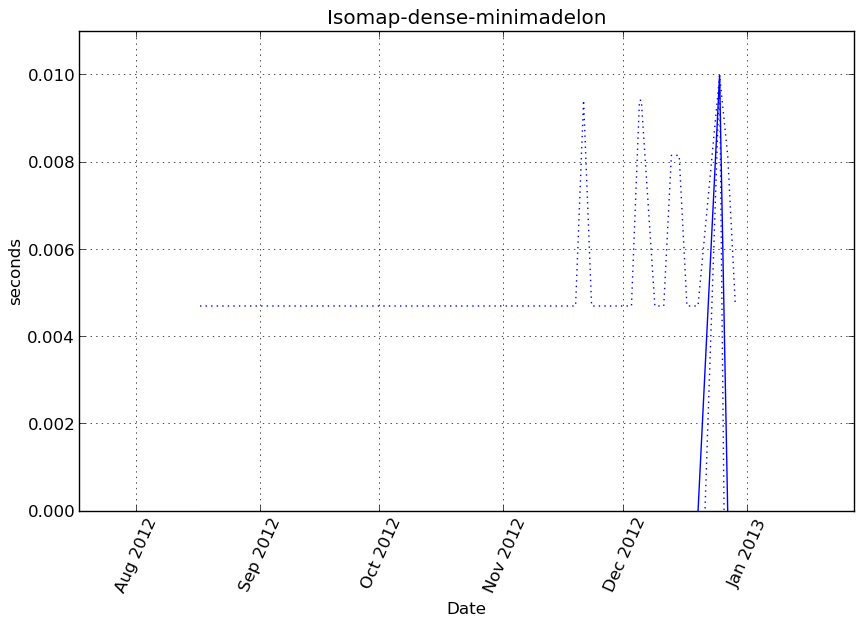 Isomap-dense-minimadelon
0.010
0.008
0.006
0.004
0.002
0.000
seconds
Aug 2012
Sep 2012
Oct 2012
Nov 2012
Dec 2012
Jan 2013
Date